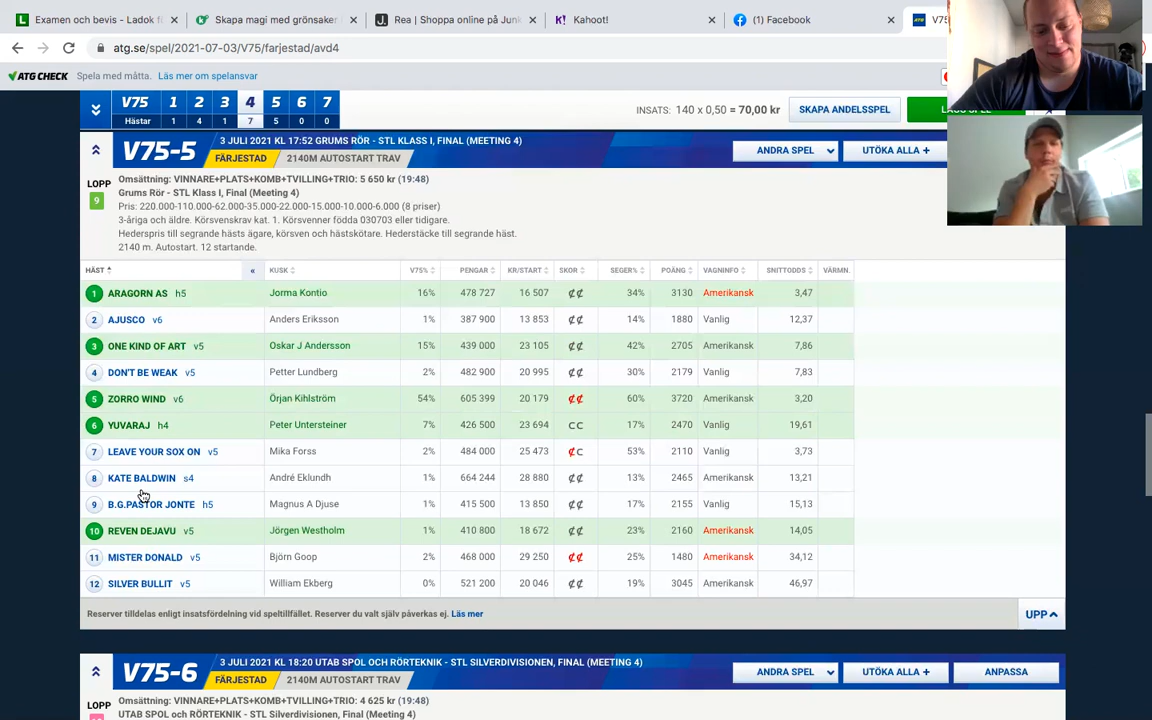 Examen och bevis - Ladok f
Skapa magi med grönsaker
Rea | Shoppa online på Junk
Kahoot!
(1) Facebook
V75
atg.se/spel/2021-07-03/V75/farjestad/avd4
ATG CHECK Spela med måtta. Läs mer om spelansvar
V75 1 2 3 4 5 6 7
Hästar 1 4 1 7 5 0 0
INSATS: 140 x 0,50 = 70,00 kr
SKAPA ANDELSSPEL
V75-5
3 JULI 2021 KL 17:52 GRUMS RÖR - STL KLASS I, FINAL (MEETING 4)
FÄRJESTAD 2140M AUTOSTART TRAV
ANDRA SPEL
UTÖKA ALLA +
LOPP
9
Omsättning: VINNARE+PLATS+KOMB+TVILLING+TRIO: 5 650 kr (19:48)
Grums Rör - STL Klass I, Final (Meeting 4)
Pris: 220.000-110.000-62.000-35.000-22.000-15.000-10.000-6.000 (8 priser)
3-åriga och äldre. Körsvenskrav kat. 1. Körsvenner födda 030703 eller tidigare.
Hederspris till segrande hästs ägare, körsven och hästskötare. Hederstäcke till segrande häst.
2140 m. Autostart. 12 startande.
HÄST « KUSK V75% PENGAR KR/START SKOR SEGER% POÄNG VAGNINFO SNITTODDS VÄRMN.
1 ARAGORN AS h5 Jorma Kontio 16% 478 727 16 507 ȼȼ 34% 3130 Amerikansk 3,47
2 AJUSCO v6 Anders Eriksson 1% 387 900 13 853 ȼȼ 14% 1880 Vanlig 12,37
3 ONE KIND OF ART v5 Oskar J Andersson 15% 439 000 23 105 ȼȼ 42% 2705 Amerikansk 7,86
4 DON'T BE WEAK v5 Petter Lundberg 2% 482 900 20 995 ȼȼ 30% 2179 Vanlig 7,83
5 ZORRO WIND v6 Örjan Kihlström 54% 605 399 20 179 ȼȼ 60% 3720 Amerikansk 3,20
6 YUVARAJ h4 Peter Untersteiner 7% 426 500 23 694 CC 17% 2470 Vanlig 19,61
7 LEAVE YOUR SOX ON v5 Mika Forss 2% 484 000 25 473 ȼC 53% 2110 Vanlig 3,73
8 KATE BALDWIN s4 André Eklundh 1% 664 244 28 880 ȼȼ 13% 2465 Amerikansk 13,21
9 B.G.PASTOR JONTE h5 Magnus A Djuse 1% 415 500 13 850 ȼȼ 17% 2155 Vanlig 15,13
10 REVEN DEJAVU v5 Jörgen Westholm 1% 410 800 18 672 ȼȼ 23% 2160 Amerikansk 14,05
11 MISTER DONALD v5 Björn Goop 2% 468 000 29 250 ȼȼ 25% 1480 Amerikansk 34,12
12 SILVER BULLIT v5 William Ekberg 0% 521 200 20 046 ȼȼ 19% 3045 Amerikansk 46,97
Reserver tilldelas enligt insatsfördelning vid speltillfället. Reserver du valt själv påverkas ej. Läs mer
UPP
V75-6
3 JULI 2021 KL 18:20 UTAB SPOL OCH RÖRTEKNIK - STL SILVERDIVISIONEN, FINAL (MEETING 4)
FÄRJESTAD 2140M AUTOSTART TRAV
ANDRA SPEL
UTÖKA ALLA +
ANPASSA
LOPP
Omsättning: VINNARE+PLATS+KOMB+TVILLING+TRIO: 4 625 kr (19:48)
UTAB SPOL och RÖRTEKNIK - STL Silverdivisionen, Final (Meeting 4)